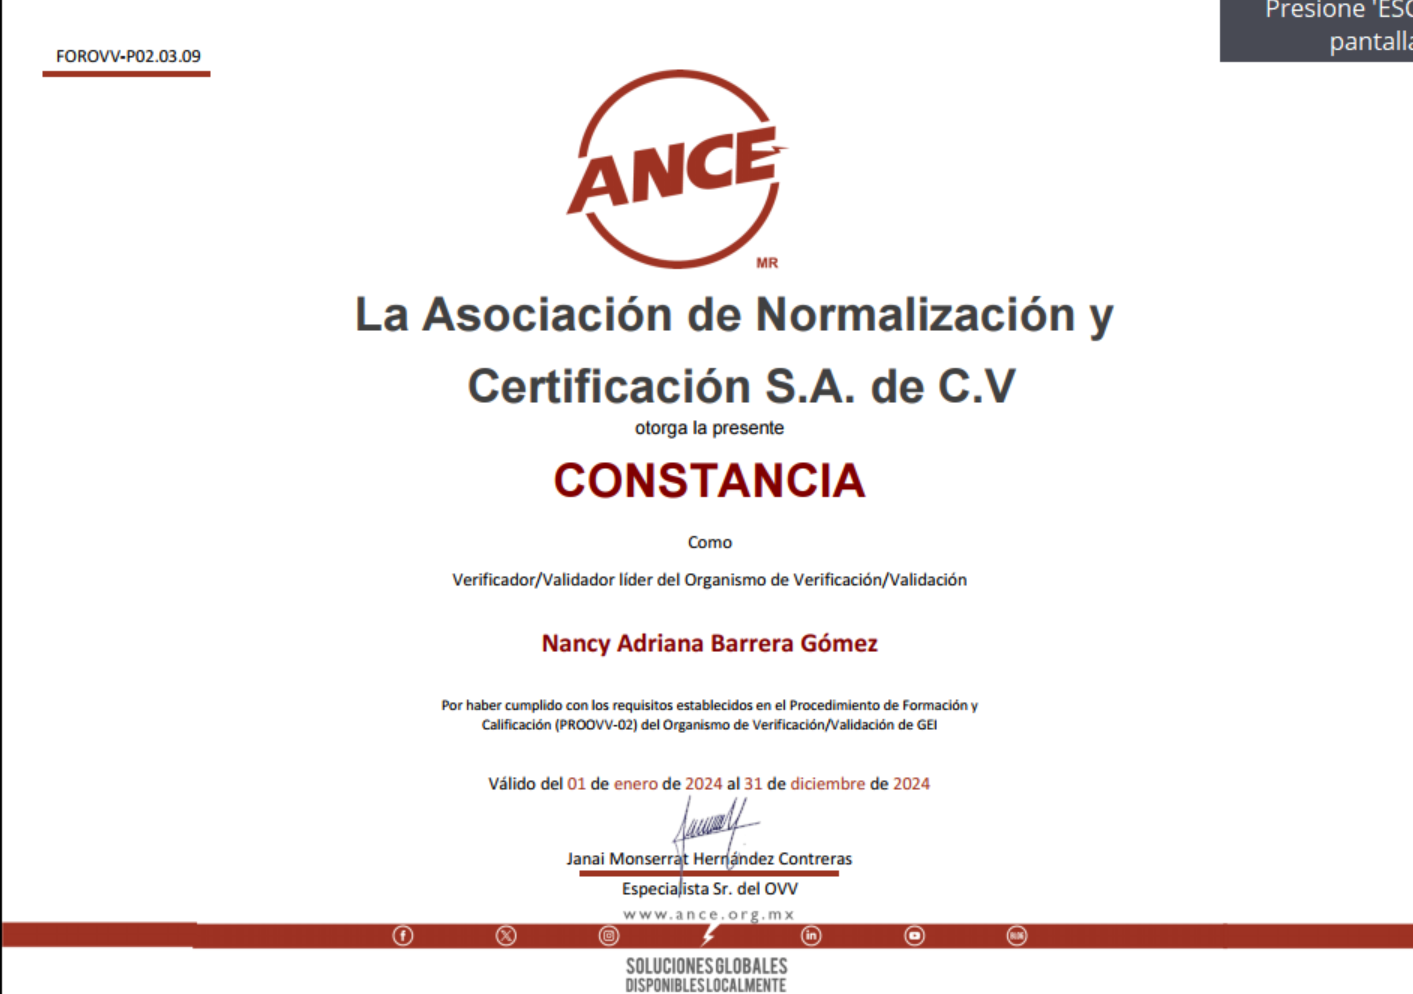 Presione 'ESC
pantalla
FOROVV-P02.03.09
ANCE
MR
La Asociación de Normalización y
Certificación S.A. de C.V
otorga la presente
CONSTANCIA
Como
Verificador/Validador líder del Organismo de Verificación/Validación
Nancy Adriana Barrera Gómez
Por haber cumplido con los requisitos establecidos en el Procedimiento de Formación y
Calificación (PROOVV-02) del Organismo de Verificación/Validación de GEI
Válido del 01 de enero de 2024 al 31 de diciembre de 2024
Janai Monserrat Hernández Contreras
Especialista Sr. del OVV
www.ance.org.mx
BLOG
SOLUCIONES GLOBALES
DISPONIBLES LOCALMENTE